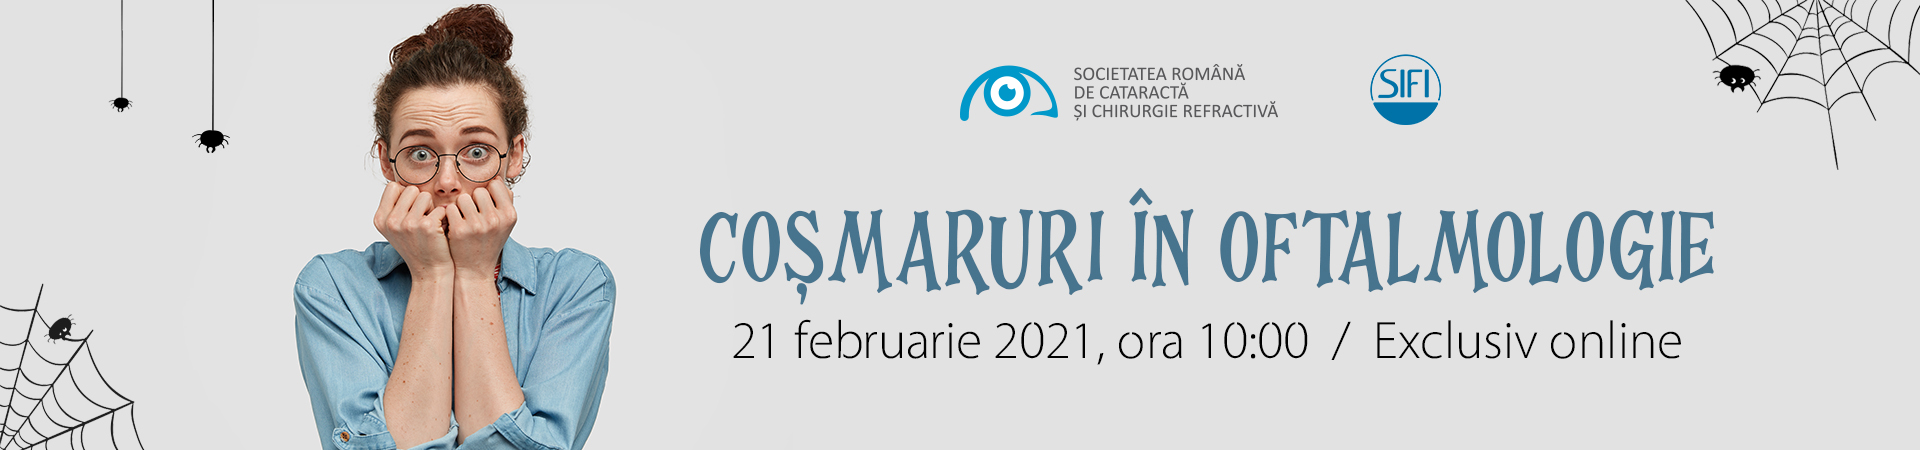 SOCIETATEA ROMÂNĂ
DE CATARACTĂ
ȘI CHIRURGIE REFRACTIVĂ
SIFI
COȘMARURI ÎN OFTALMOLOGIE
21 februarie 2021, ora 10:00 / Exclusiv online